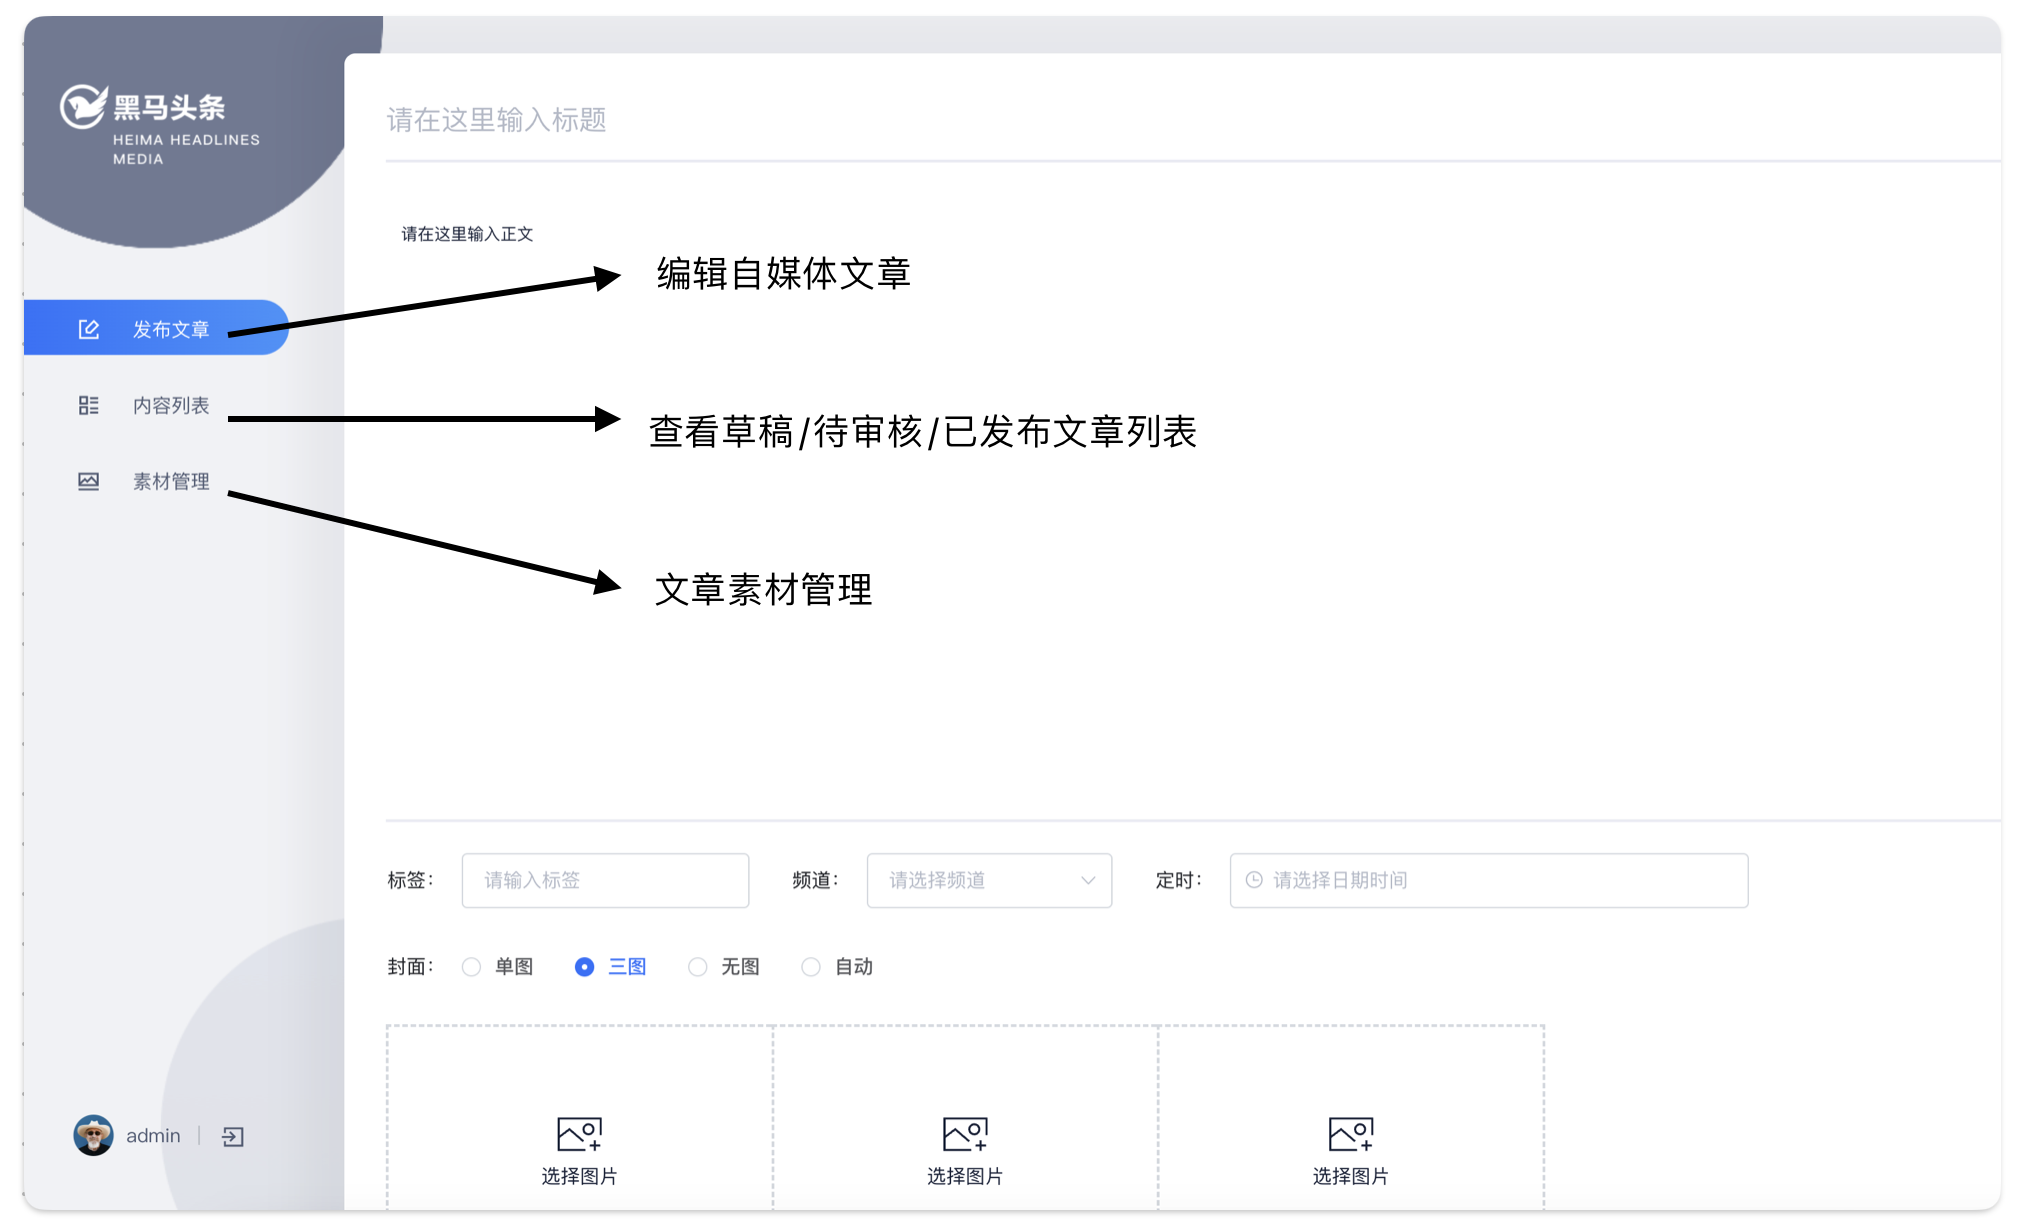 黑马头条
HEIMA HEADLINES
MEDIA
发布文章
内容列表
素材管理
admin
请在这里输入标题
请在这里输入正文
编辑自媒体文章
查看草稿/待审核/已发布文章列表
文章素材管理
标签: 请输入标签 频道: 请选择频道 定时: 请选择日期时间
封面: 单图 三图 无图 自动
选择图片 选择图片 选择图片